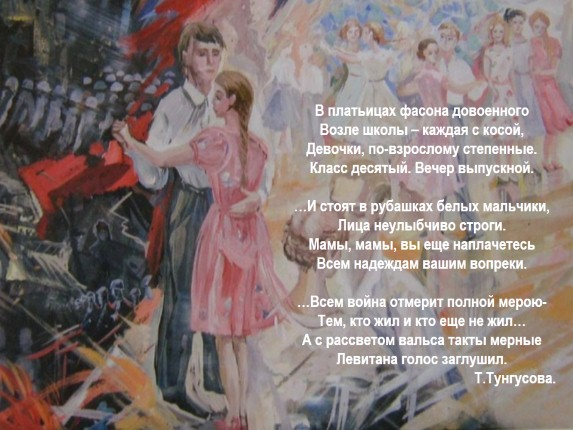 В платьицах фасона довоенного
Возле школы – каждая с косой,
Девочки, по-взрослому степенные.
Класс десятый. Вечер выпускной.
…И стоят в рубашках белых мальчики,
Лица неулыбчиво строги.
Мамы, мамы, вы еще наплачетесь
Всем надеждам вашим вопреки.
…Всем война отмерит полной мерою-
Тем, кто жил и кто еще не жил…
А с рассветом вальса такты мерные
Левитана голос заглушил.
Т.Тунгусова.